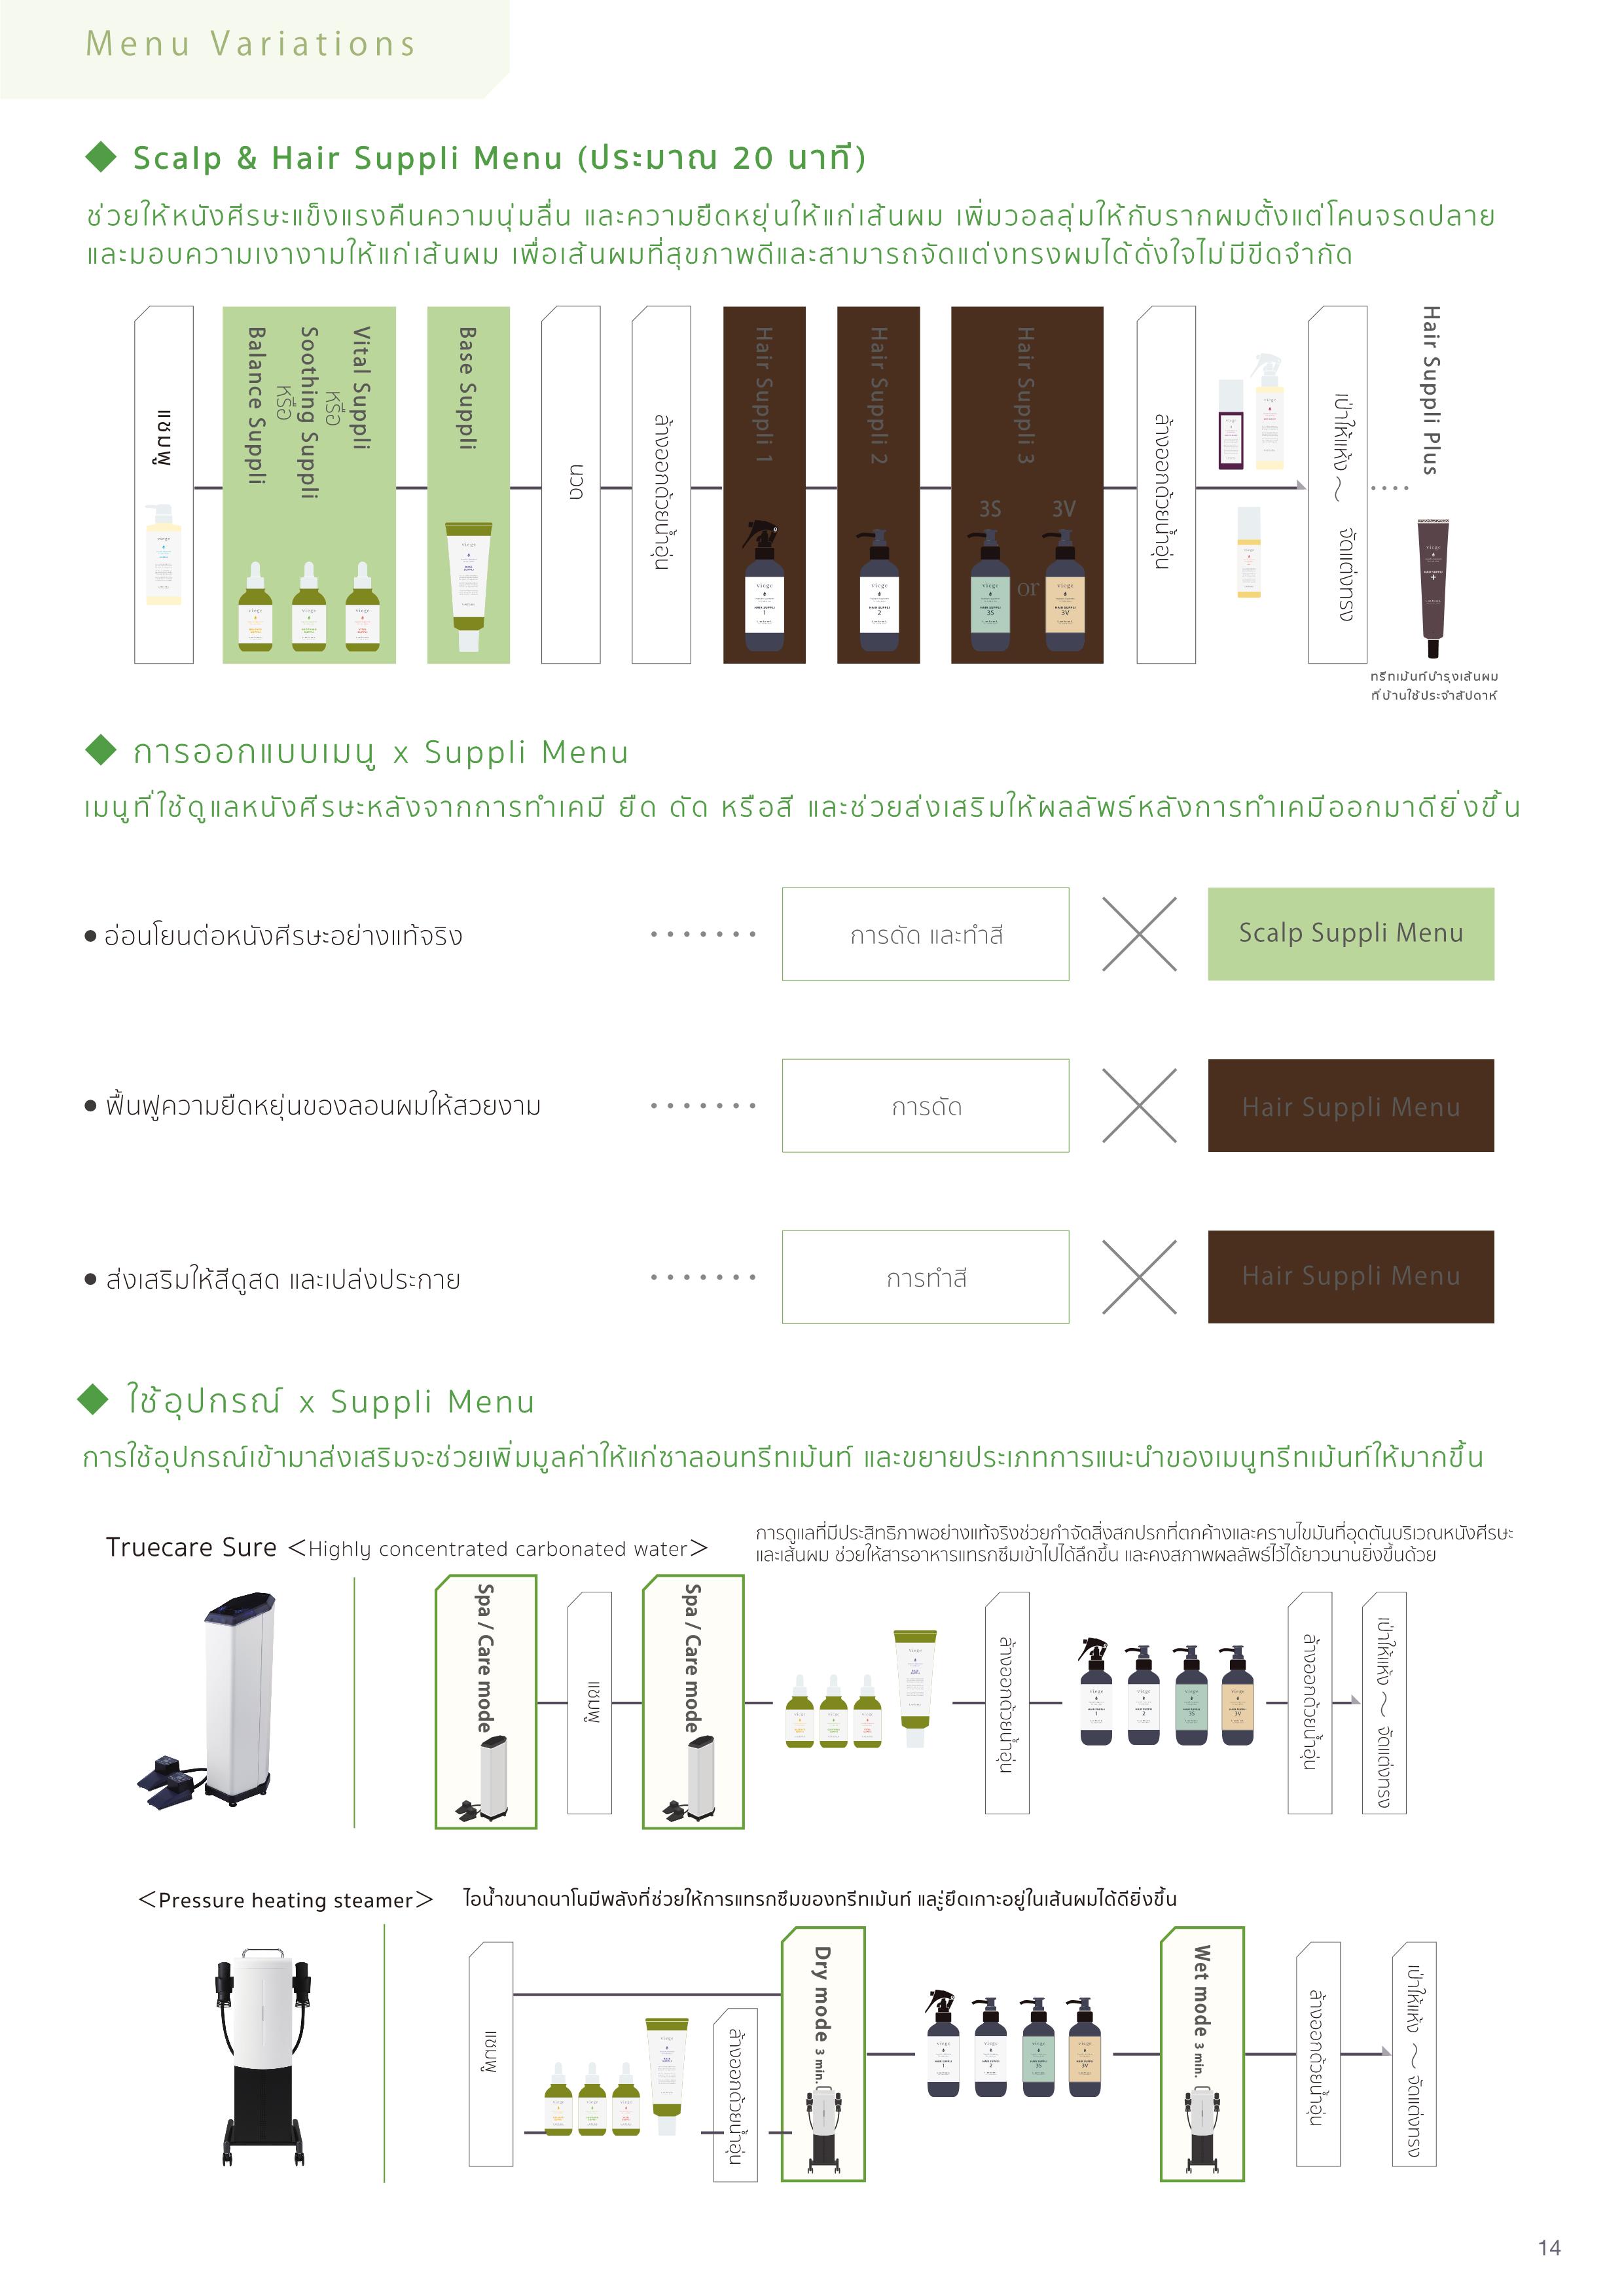 Menu Variations
Scalp & Hair Suppli Menu (ประมาณ 20 นาที)
ช่วยให้หนังศีรษะแข็งแรงคืนความนุ่มลื่น และความยืดหยุ่นให้แก่เส้นผม เพิ่มวอลลุ่มให้กับรากผมตั้งแต่โคนจรดปลาย
และมอบความเงางามให้แก่เส้นผม เพื่อเส้นผมที่สุขภาพดีและสามารถจัดแต่งทรงผมได้ดั่งใจไม่มีขีดจำกัด
แชมพู
Balance Suppli
หรือ
Soothing Suppli
หรือ
Vital Suppli
Base Suppli
นวด
ล้างออกด้วยน้ำอุ่น
Hair Suppli 1
Hair Suppli 2
Hair Suppli 3
3S
3V
or
ล้างออกด้วยน้ำอุ่น
เป่าให้แห้ง ～ จัดแต่งทรง
Hair Suppli Plus
ทรีทเม้นท์บำรุงเส้นผม
ที่บ้านใช้ประจำสัปดาห์
การออกแบบเมนู x Suppli Menu
เมนูที่ใช้ดูแลหนังศีรษะหลังจากการทำเคมี ยืด ดัด หรือสี และช่วยส่งเสริมให้ผลลัพธ์หลังการทำเคมีออกมาดียิ่งขึ้น
● อ่อนโยนต่อหนังศีรษะอย่างแท้จริง ······· การดัด และทำสี × Scalp Suppli Menu
● ฟื้นฟูความยืดหยุ่นของลอนผมให้สวยงาม ······· การดัด × Hair Suppli Menu
● ส่งเสริมให้สีดูสด และเปล่งประกาย ······· การทำสี × Hair Suppli Menu
ใช้อุปกรณ์ x Suppli Menu
การใช้อุปกรณ์เข้ามาส่งเสริมจะช่วยเพิ่มมูลค่าให้แก่ซาลอนทรีทเม้นท์ และขยายประเภทการแนะนำของเมนูทรีทเม้นท์ให้มากขึ้น
Truecare Sure ＜Highly concentrated carbonated water＞
การดูแลที่มีประสิทธิภาพอย่างแท้จริงช่วยกำจัดสิ่งสกปรกที่ตกค้างและคราบไขมันที่อุดตันบริเวณหนังศีรษะ
และเส้นผม ช่วยให้สารอาหารแทรกซึมเข้าไปได้ลึกขึ้น และคงสภาพผลลัพธ์ไว้ได้ยาวนานยิ่งขึ้นด้วย
Spa / Care mode
แชมพู
Spa / Care mode
ล้างออกด้วยน้ำอุ่น
ล้างออกด้วยน้ำอุ่น
เป่าให้แห้ง ～ จัดแต่งทรง
＜Pressure heating steamer＞
ไอน้ำขนาดนาโนมีพลังที่ช่วยให้การแทรกซึมของทรีทเม้นท์ และู่ยึดเกาะอยู่ในเส้นผมได้ดียิ่งขึ้น
แชมพู
ล้างออกด้วยน้ำอุ่น
Dry mode 3 min.
Wet mode 3 min.
ล้างออกด้วยน้ำอุ่น
เป่าให้แห้ง ～ จัดแต่งทรง
14